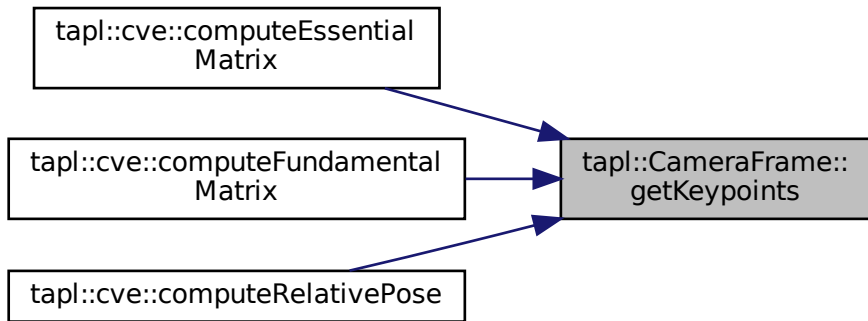 tapl::cve::computeEssential
Matrix
tapl::cve::computeFundamental
Matrix
tapl::CameraFrame::
getKeypoints
tapl::cve::computeRelativePose